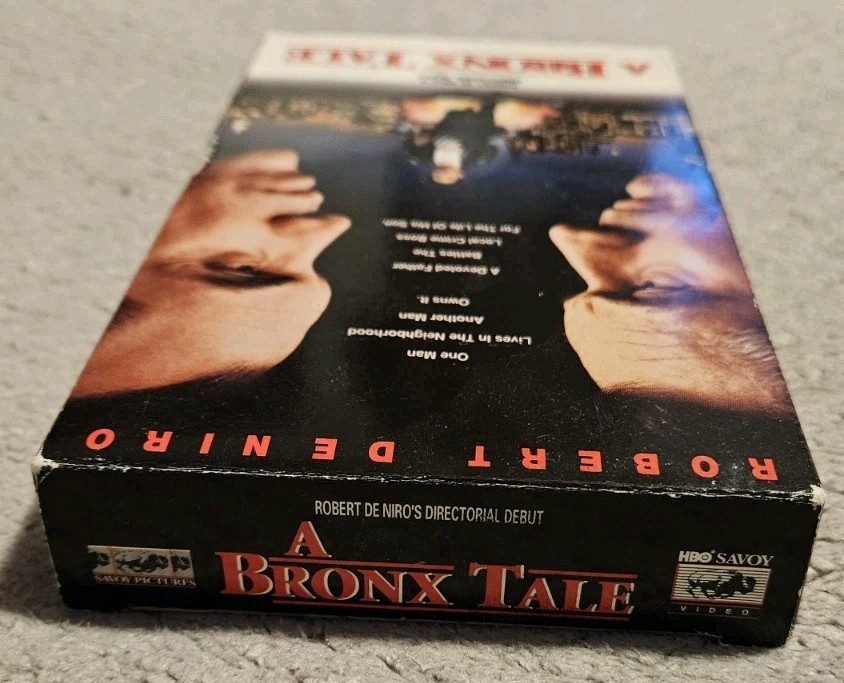 A BRONX TALE
One Man
Lives In The Neighborhood
Another Man
Owns It.
A Devoted Father
Battles The
Local Crime Boss
For The Life Of His Son.
ROBERT DE NIRO
ROBERT DE NIRO'S DIRECTORIAL DEBUT
A
BRONX TALE
SAVOY PICTURES
HBO® SAVOY
VIDEO